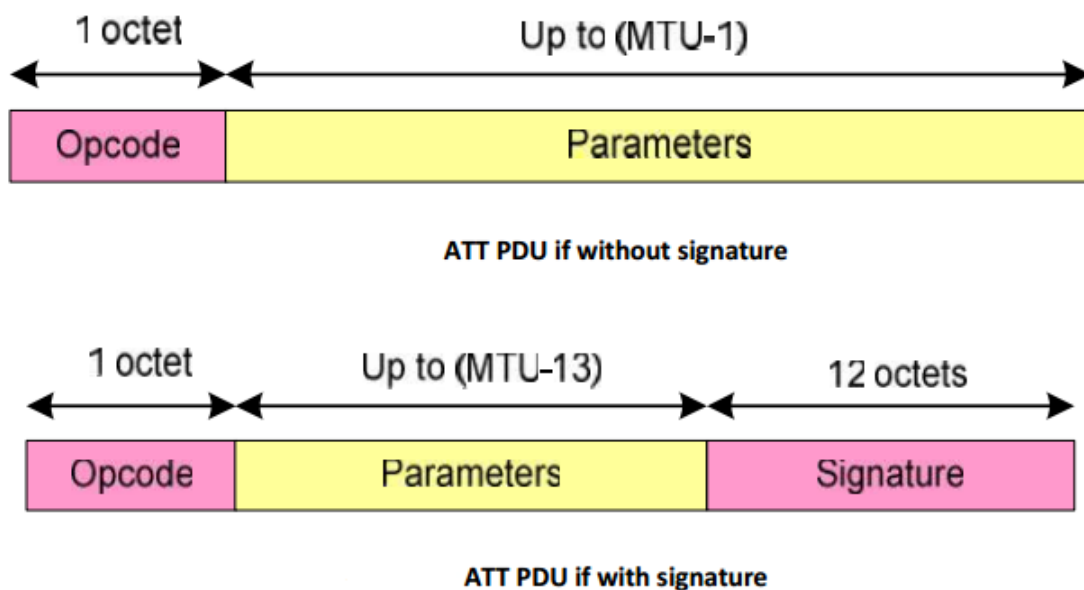 1 octet Up to (MTU-1)
Opcode Parameters
ATT PDU if without signature
1 octet Up to (MTU-13) 12 octets
Opcode Parameters Signature
ATT PDU if with signature